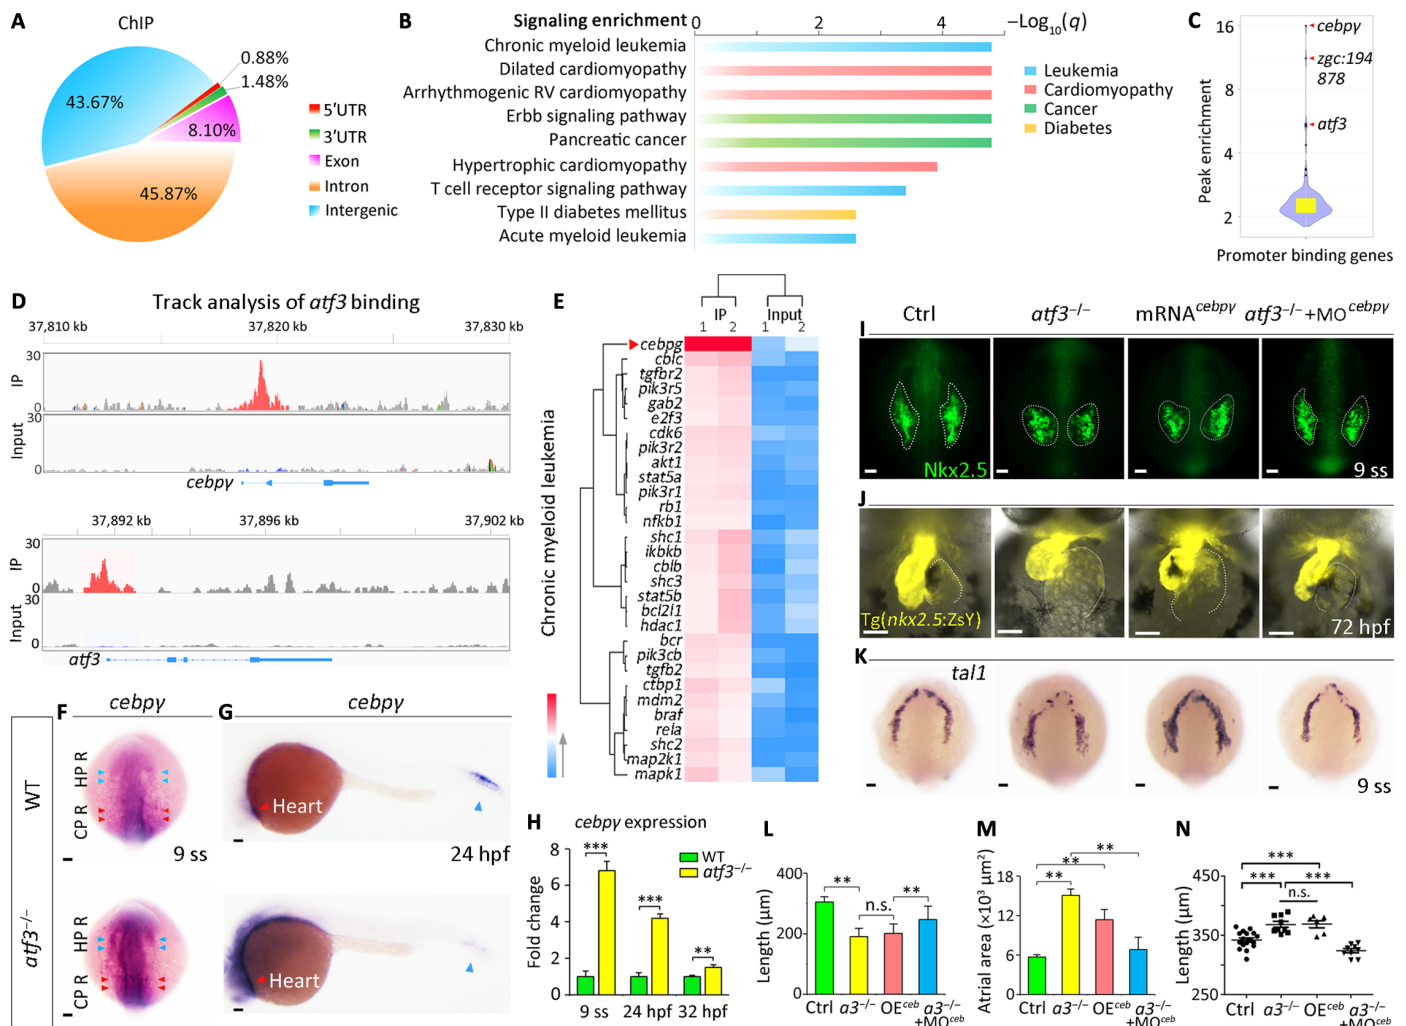 A
ChIP
0.88%
1.48%
43.67%
8.10%
45.87%
5′UTR
3′UTR
Exon
Intron
Intergenic
B
Signaling enrichment
0
2
4
−Log10(q)
Chronic myeloid leukemia
Dilated cardiomyopathy
Arrhythmogenic RV cardiomyopathy
Erbb signaling pathway
Pancreatic cancer
Hypertrophic cardiomyopathy
T cell receptor signaling pathway
Type II diabetes mellitus
Acute myeloid leukemia
Leukemia
Cardiomyopathy
Cancer
Diabetes
C
Peak enrichment
16
8
4
2
cebpγ
zgc:194
878
atf3
Promoter binding genes
D
Track analysis of atf3 binding
37,810 kb
37,820 kb
37,830 kb
30
IP
0
30
Input
0
cebpγ
37,892 kb
37,896 kb
37,902 kb
30
IP
0
30
Input
0
atf3
E
IP
Input
1
2
1
2
Chronic myeloid leukemia
cebpg
cblc
tgfbr2
pik3r5
gab2
e2f3
cdk6
pik3r2
akt1
stat5a
pik3r1
rb1
nfkb1
shc1
ikbkb
cblb
shc3
stat5b
bcl2l1
hdac1
bcr
pik3cb
tgfb2
ctbp1
mdm2
braf
rela
shc2
map2k1
mapk1
F
cebpγ
WT
HP R
CP R
9 ss
atf3−/−
HP R
CP R
G
cebpγ
Heart
24 hpf
Heart
H
cebpγ expression
WT
atf3−/−
Fold change
8
6
4
2
0
***
***
**
9 ss
24 hpf
32 hpf
I
Ctrl
atf3−/−
mRNAcebpγ
atf3−/−+MOcebpγ
Nkx2.5
9 ss
J
Tg(nkx2.5:ZsY)
72 hpf
K
tal1
9 ss
L
Length (μm)
400
200
0
**
n.s.
**
Ctrl
a3−/−
OEceb
a3−/−
+MOceb
M
Atrial area (×10³ μm²)
18
12
6
0
**
**
**
Ctrl
a3−/−
OEceb
a3−/−
+MOceb
N
Length (μm)
450
350
250
***
***
***
n.s.
Ctrl
a3−/−
OEceb
a3−/−
+MOceb